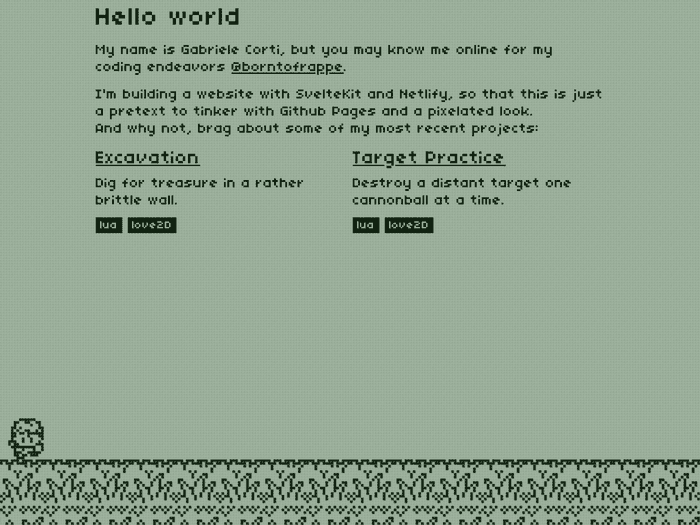 Hello world
My name is Gabriele Corti, but you may know me online for my
coding endeavors @borntofrappe.
I'm building a website with SvelteKit and Netlify, so that this is just
a pretext to tinker with Github Pages and a pixelated look.
And why not, brag about some of my most recent projects:
Excavation
Dig for treasure in a rather
brittle wall.
lua love2D
Target Practice
Destroy a distant target one
cannonball at a time.
lua love2D